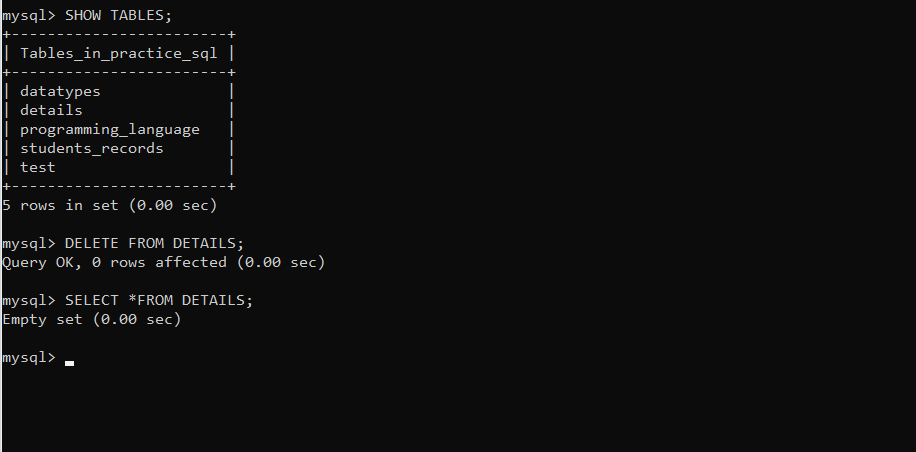 mysql> SHOW TABLES;
+------------------------+
| Tables_in_practice_sql |
+------------------------+
| datatypes              |
| details                |
| programming_language   |
| students_records       |
| test                   |
+------------------------+
5 rows in set (0.00 sec)
mysql> DELETE FROM DETAILS;
Query OK, 0 rows affected (0.00 sec)
mysql> SELECT *FROM DETAILS;
Empty set (0.00 sec)
mysql>